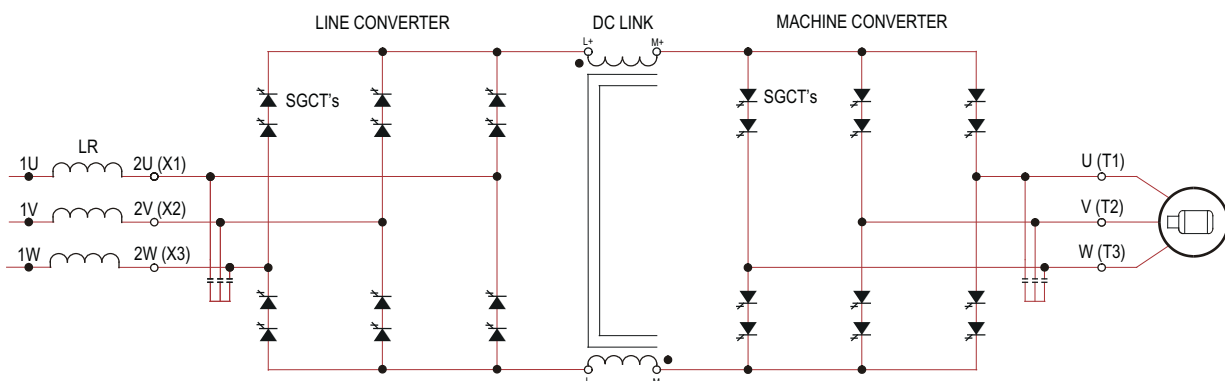 LINE CONVERTER
DC LINK
MACHINE CONVERTER
L+
M+
SGCT's
SGCT's
LR
1U
2U (X1)
U (T1)
1V
2V (X2)
V (T2)
1W
2W (X3)
W (T3)